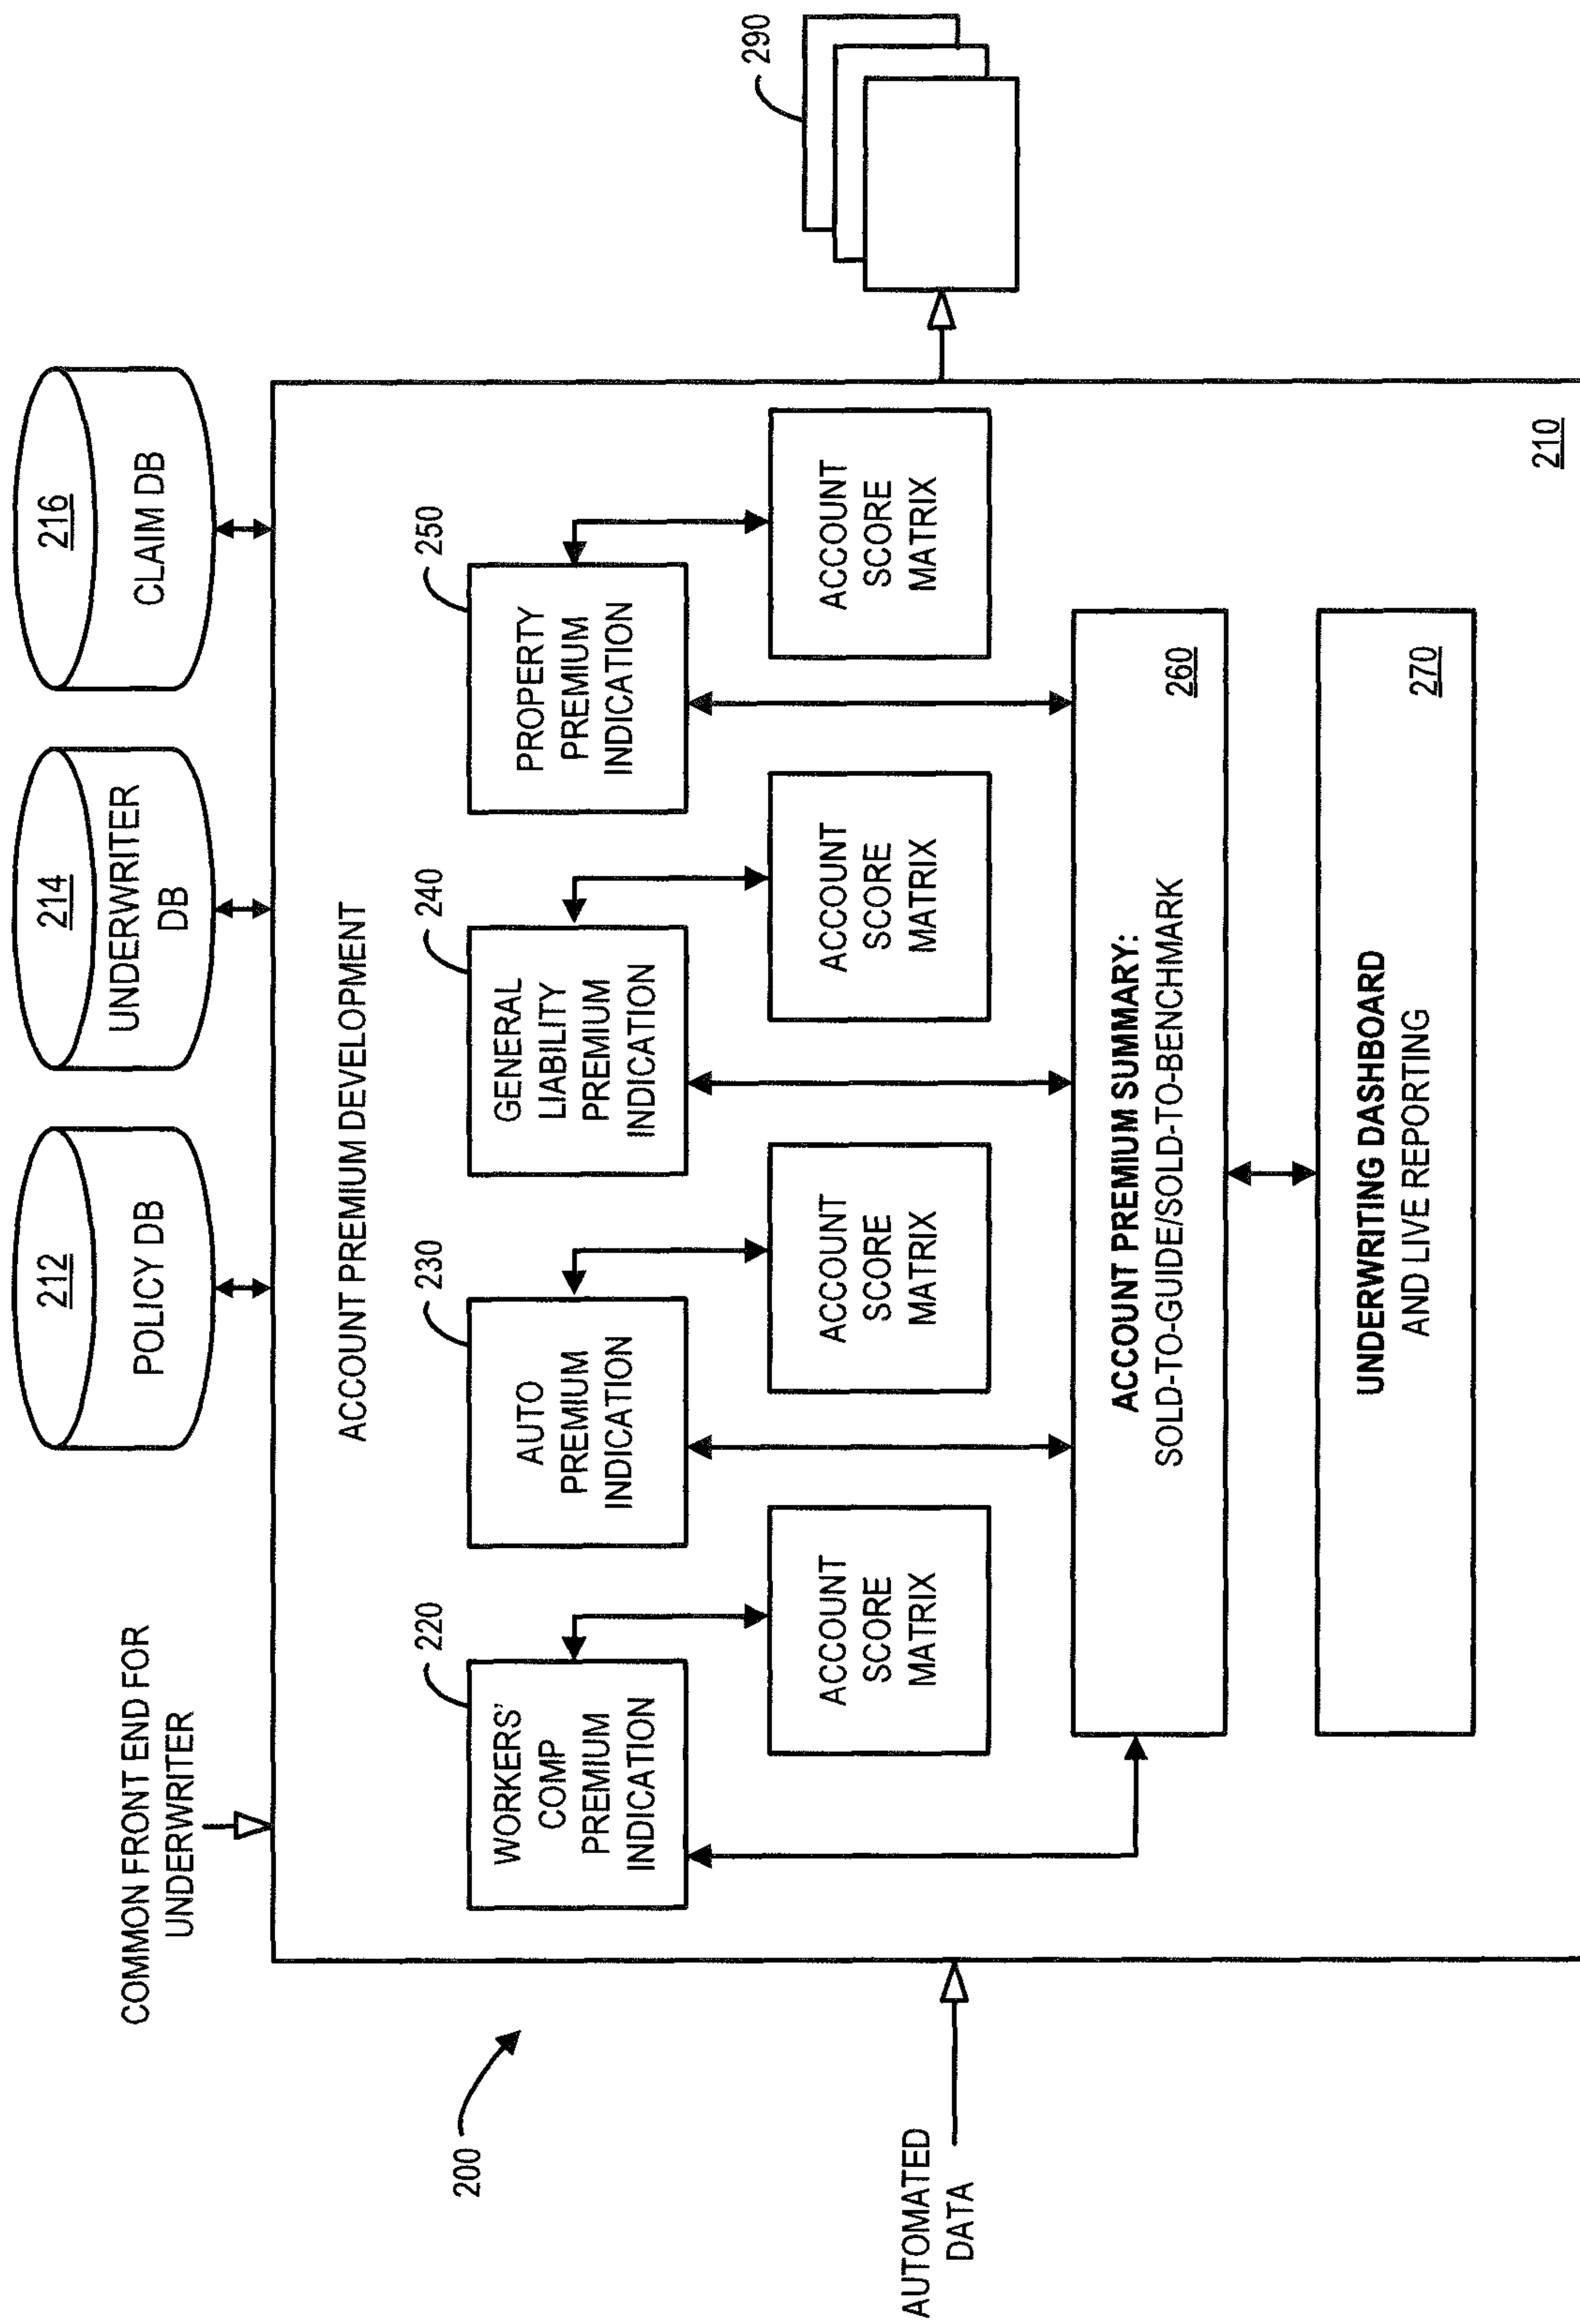 COMMON FRONT END FOR
UNDERWRITER
212
POLICY DB
214
UNDERWRITER
DB
216
CLAIM DB
200
ACCOUNT PREMIUM DEVELOPMENT
220
WORKERS'
COMP
PREMIUM
INDICATION
230
AUTO
PREMIUM
INDICATION
240
GENERAL
LIABILITY
PREMIUM
INDICATION
250
PROPERTY
PREMIUM
INDICATION
ACCOUNT
SCORE
MATRIX
ACCOUNT
SCORE
MATRIX
ACCOUNT
SCORE
MATRIX
ACCOUNT
SCORE
MATRIX
290
AUTOMATED
DATA
ACCOUNT PREMIUM SUMMARY:
SOLD-TO-GUIDE/SOLD-TO-BENCHMARK
260
UNDERWRITING DASHBOARD
AND LIVE REPORTING
270
210